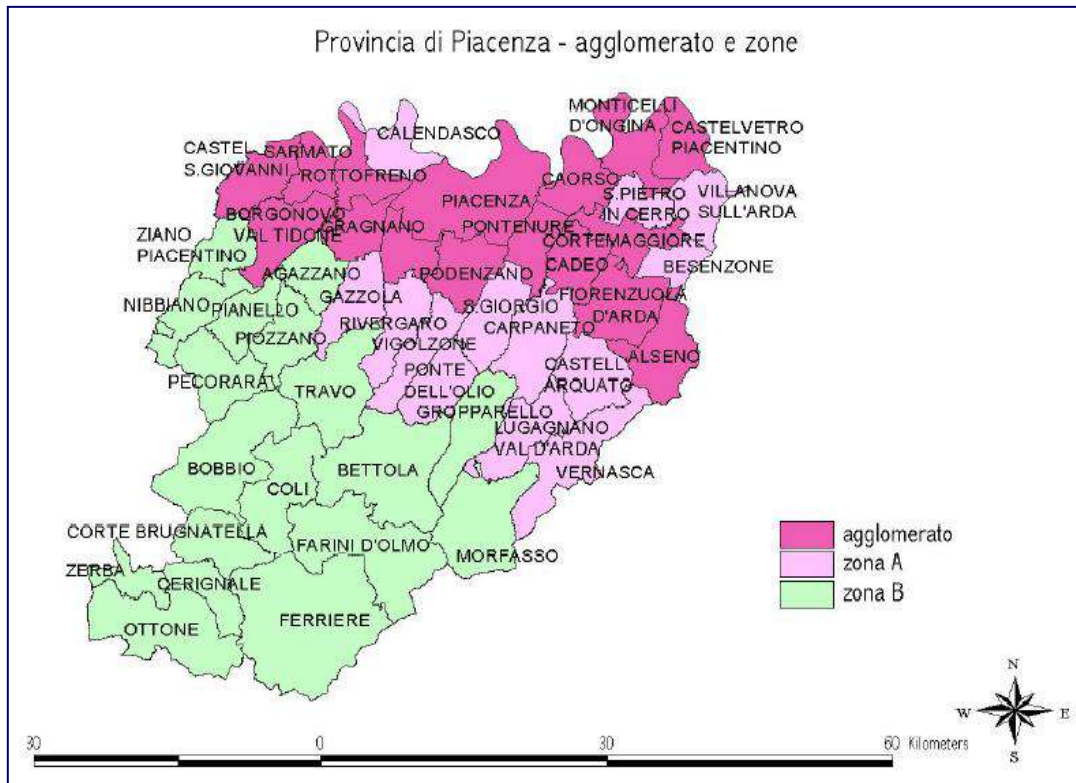 Provincia di Piacenza - agglomerato e zone
MONTICELLI
D'ONGINA
CASTELVETRO
PIACENTINO
CALENDASCO
CASTEL
S.GIOVANNI
SARMATO
ROTTOFRENO
CAORSO
PIACENZA
S.PIETRO
IN CERRO
VILLANOVA
SULL'ARDA
BORGONOVO
VAL TIDONE
GRAGNANO
PONTENURE
CORTEMAGGIORE
ZIANO
PIACENTINO
AGAZZANO
PODENZANO
CADEO
BESENZONE
NIBBIANO
PIANELLO
GAZZOLA
S.GIORGIO
FIORENZUOLA
D'ARDA
PIOZZANO
RIVERGARO
VIGOLZONE
CARPANETO
ALSENO
PECORARA
TRAVO
PONTE
DELL'OLIO
CASTELL
ARQUATO
GROPPARELLO
LUGAGNANO
VAL D'ARDA
BOBBIO
COLI
BETTOLA
VERNASCA
CORTE BRUGNATELLA
FARINI D'OLMO
MORFASSO
ZERBA
CERIGNALE
OTTONE
FERRIERE
agglomerato
zona A
zona B
N
W
E
S
30
0
30
60 Kilometers